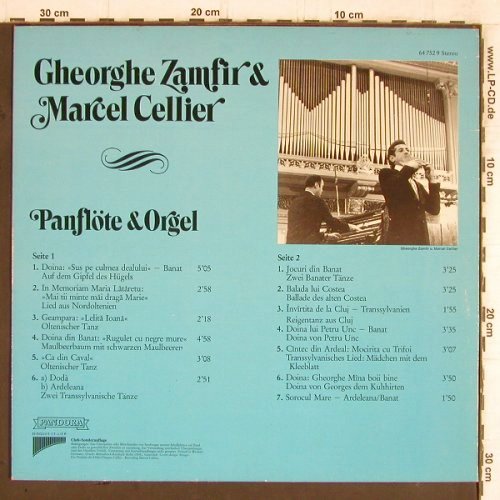 30 cm
20 cm
10 cm
64 752 9 Stereo
Gheorghe Zamfir &
Marcel Cellier
Panflöte & Orgel
Gheorghe Zamfir u. Marcel Cellier
Seite 1
1. Doina: »Sus pe culmea dealului« – Banat 5'05
Auf dem Gipfel des Hügels
2. In Memoriam Maria Lătărețu: 2'58
»Mai ții minte măi dragă Marie«
Lied aus Nordoltenien
3. Geampara: »Leliță Ioană« 2'18
Oltenischer Tanz
4. Doina din Banat: »Rugulet cu negre mure« 4'58
Maulbeerbaum mit schwarzen Maulbeeren
5. »Ca din Caval« 3'08
Oltenischer Tanz
6. a) Dodă 2'51
b) Ardeleana
Zwei Transsylvanische Tänze
Seite 2
1. Jocuri din Banat 3'25
Zwei Banater Tänze
2. Balada lui Costea 3'25
Ballade des alten Costea
3. Învîrtita de la Cluj – Transsylvanien 1'55
Reigentanz aus Cluj
4. Doina lui Petru Unc – Banat 3'35
Doina von Petru Unc
5. Cîntec din Ardeal: Mocirița cu Trifoi 3'07
Transsylvanisches Lied: Mädchen mit dem
Kleeblatt
6. Doina: Gheorghe Mîna boii bine 3'50
Doina von Georges dem Kuhhirten
7. Sorocul Mare – Ardeleana/Banat 1'50
PANDORA
Club-Sonderauflage
www.LP-CD.de
10 cm
20 cm
30 cm